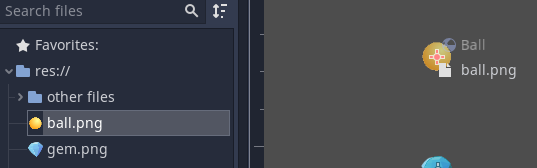 Search files
Favorites:
res://
other files
ball.png
gem.png
Ball
ball.png